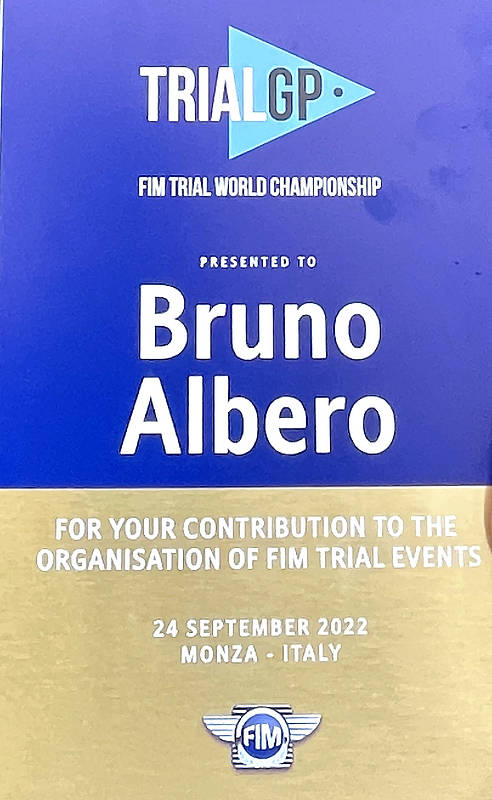 TRIALGP
FIM TRIAL WORLD CHAMPIONSHIP
PRESENTED TO
Bruno
Albero
FOR YOUR CONTRIBUTION TO THE
ORGANISATION OF FIM TRIAL EVENTS
24 SEPTEMBER 2022
MONZA - ITALY
FIM